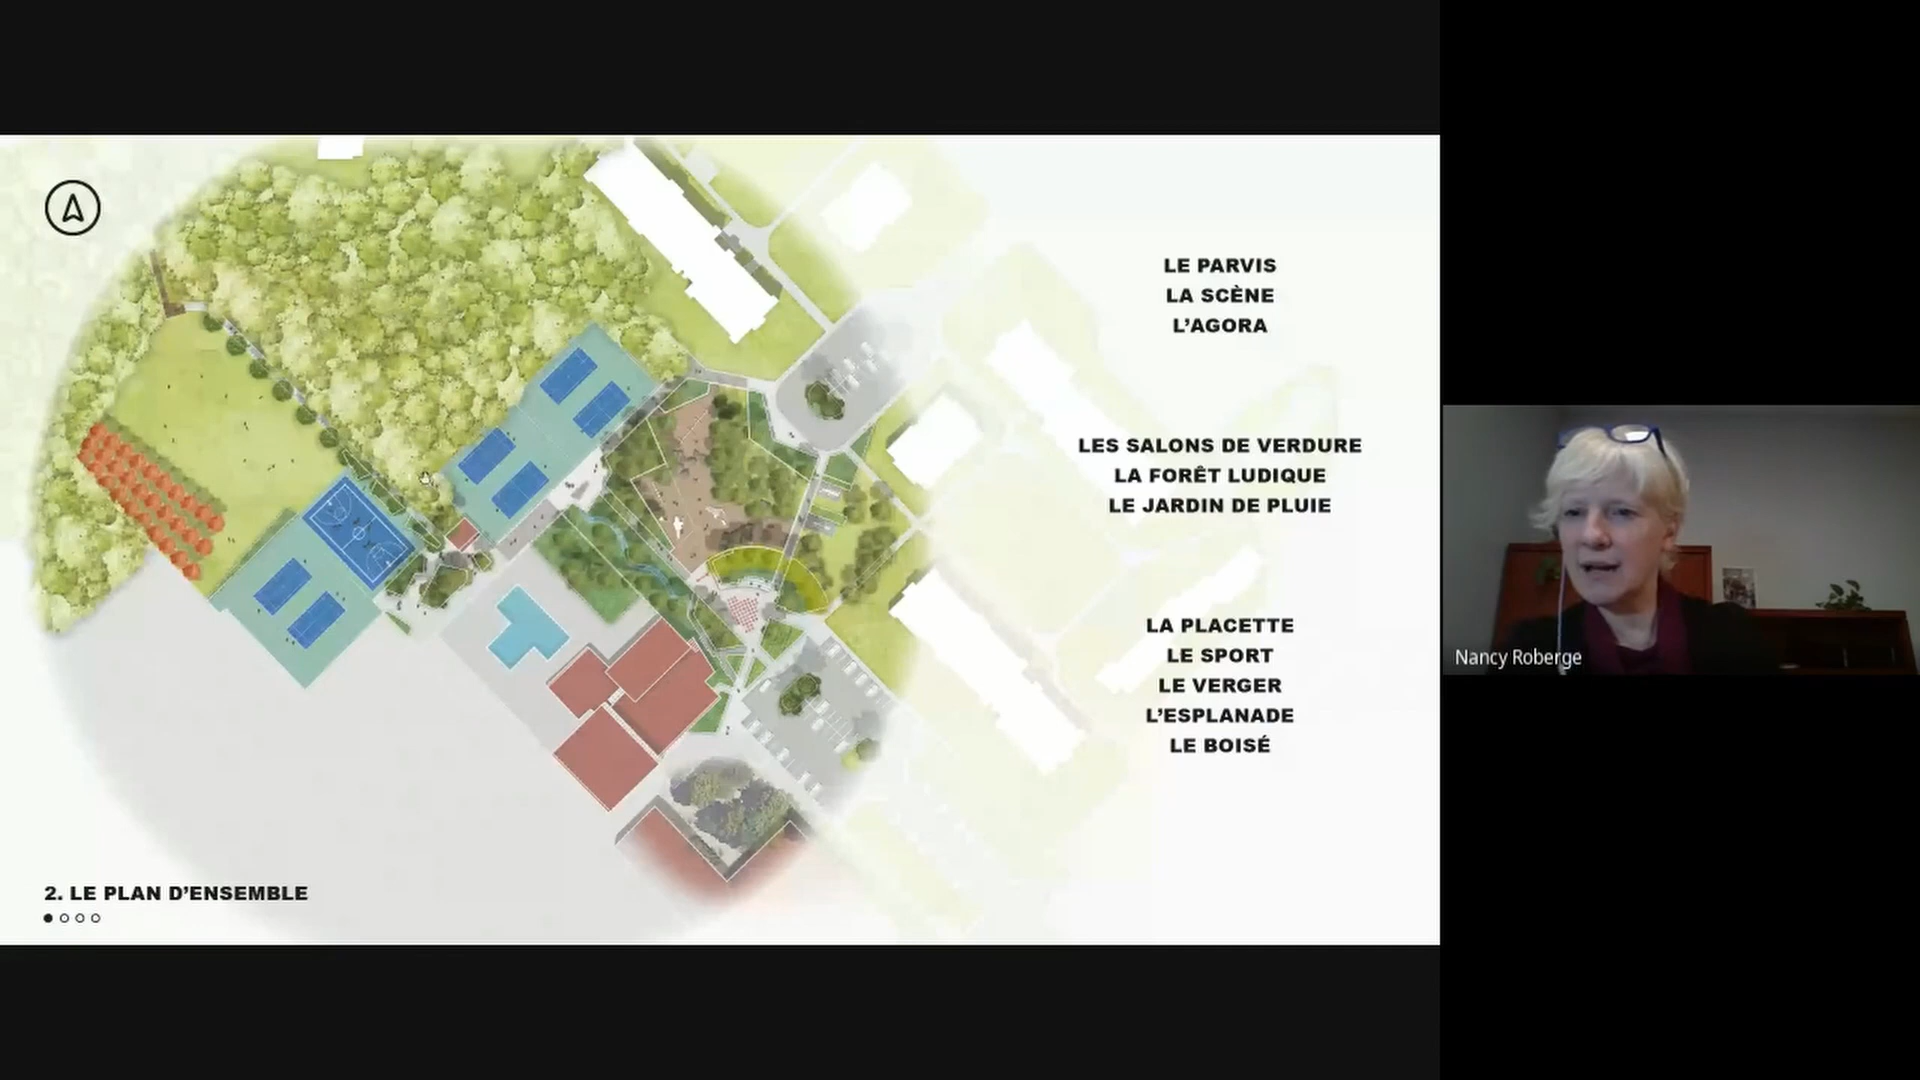 LE PARVIS
LA SCÈNE
L'AGORA
LES SALONS DE VERDURE
LA FORÊT LUDIQUE
LE JARDIN DE PLUIE
LA PLACETTE
LE SPORT
LE VERGER
L'ESPLANADE
LE BOISÉ
2. LE PLAN D'ENSEMBLE
Nancy Roberge